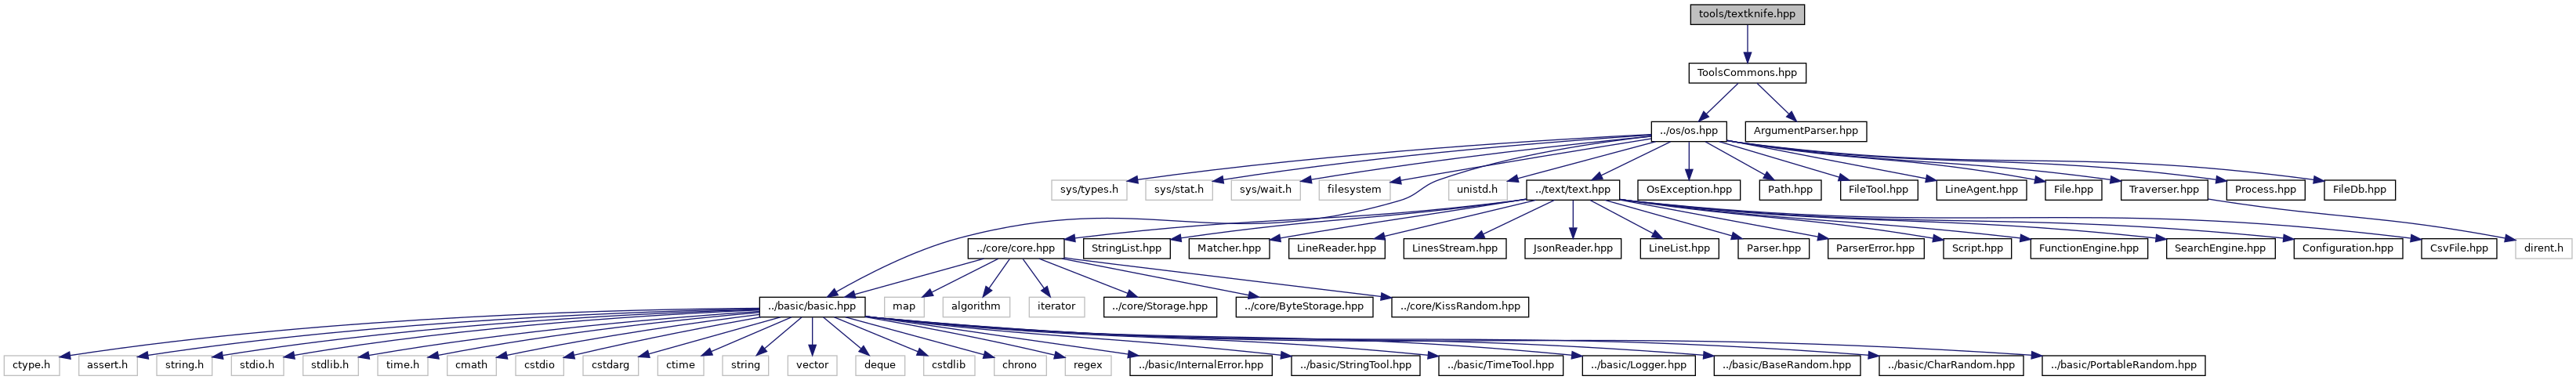 tools/textknife.hpp
ToolsCommons.hpp
../os/os.hpp
ArgumentParser.hpp
sys/types.h
sys/stat.h
sys/wait.h
filesystem
unistd.h
../text/text.hpp
OsException.hpp
Path.hpp
FileTool.hpp
LineAgent.hpp
File.hpp
Traverser.hpp
Process.hpp
FileDb.hpp
../core/core.hpp
StringList.hpp
Matcher.hpp
LineReader.hpp
LinesStream.hpp
JsonReader.hpp
LineList.hpp
Parser.hpp
ParserError.hpp
Script.hpp
FunctionEngine.hpp
SearchEngine.hpp
Configuration.hpp
CsvFile.hpp
dirent.h
../basic/basic.hpp
map
algorithm
iterator
../core/Storage.hpp
../core/ByteStorage.hpp
../core/KissRandom.hpp
ctype.h
assert.h
string.h
stdio.h
stdlib.h
time.h
cmath
cstdio
cstdarg
ctime
string
vector
deque
cstdlib
chrono
regex
../basic/InternalError.hpp
../basic/StringTool.hpp
../basic/TimeTool.hpp
../basic/Logger.hpp
../basic/BaseRandom.hpp
../basic/CharRandom.hpp
../basic/PortableRandom.hpp